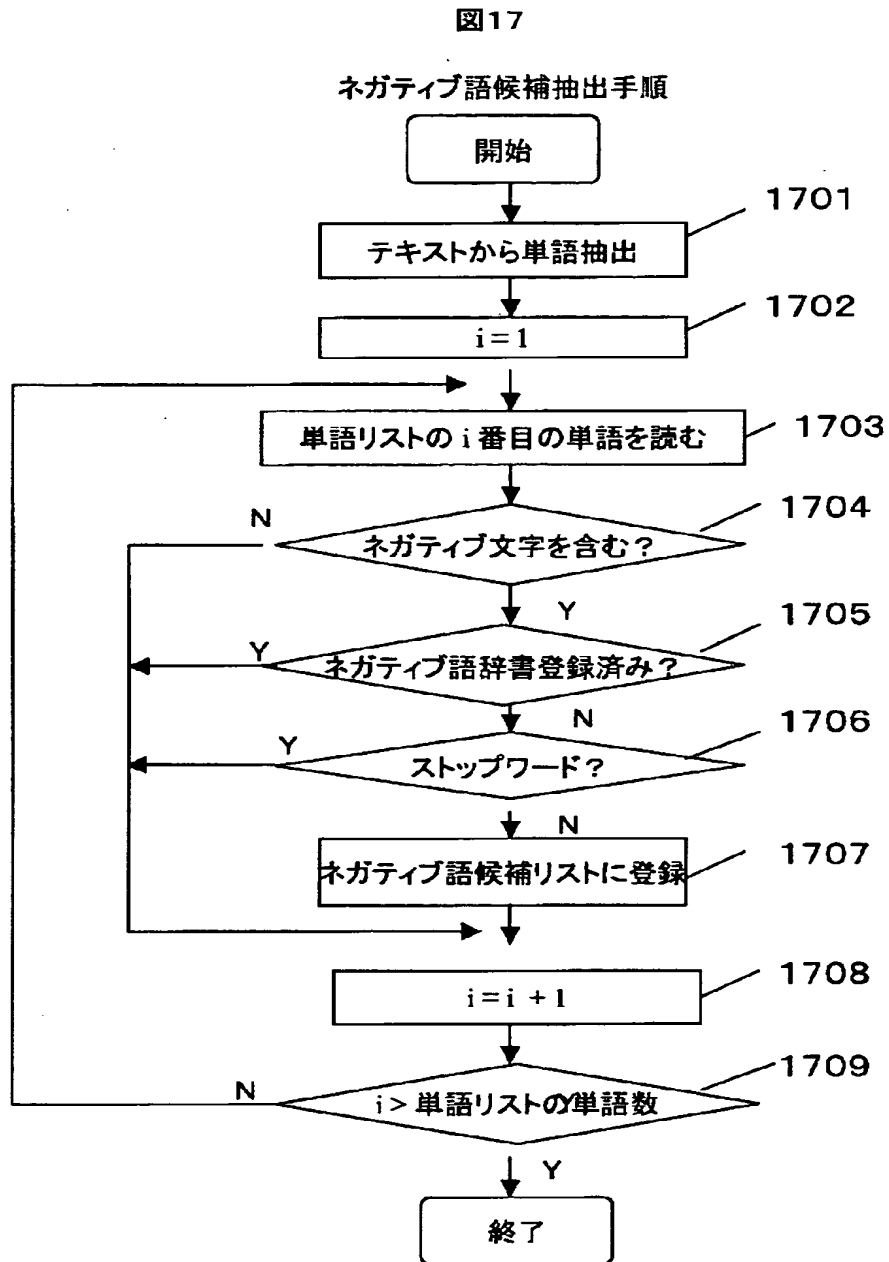 図17
ネガティブ語候補抽出手順
開始
1701
テキストから単語抽出
1702
i=1
1703
単語リストの i 番目の単語を読む
1704
N
ネガティブ文字を含む？
Y
1705
Y
ネガティブ語辞書登録済み？
N
1706
Y
ストップワード？
N
1707
ネガティブ語候補リストに登録
1708
i=i + 1
1709
N
i> 単語リストのY単語数
Y
終了